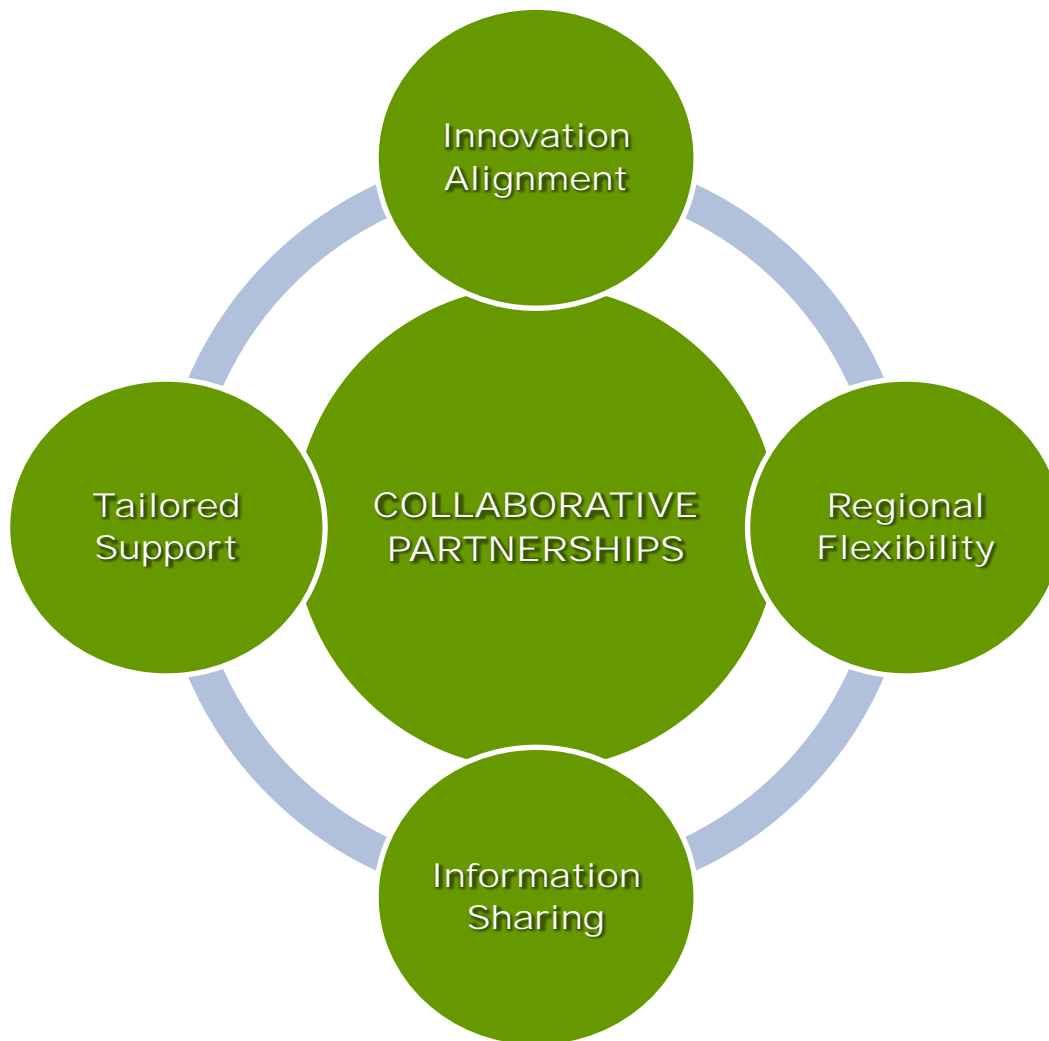 Innovation
Alignment
Tailored
Support
COLLABORATIVE
PARTNERSHIPS
Regional
Flexibility
Information
Sharing